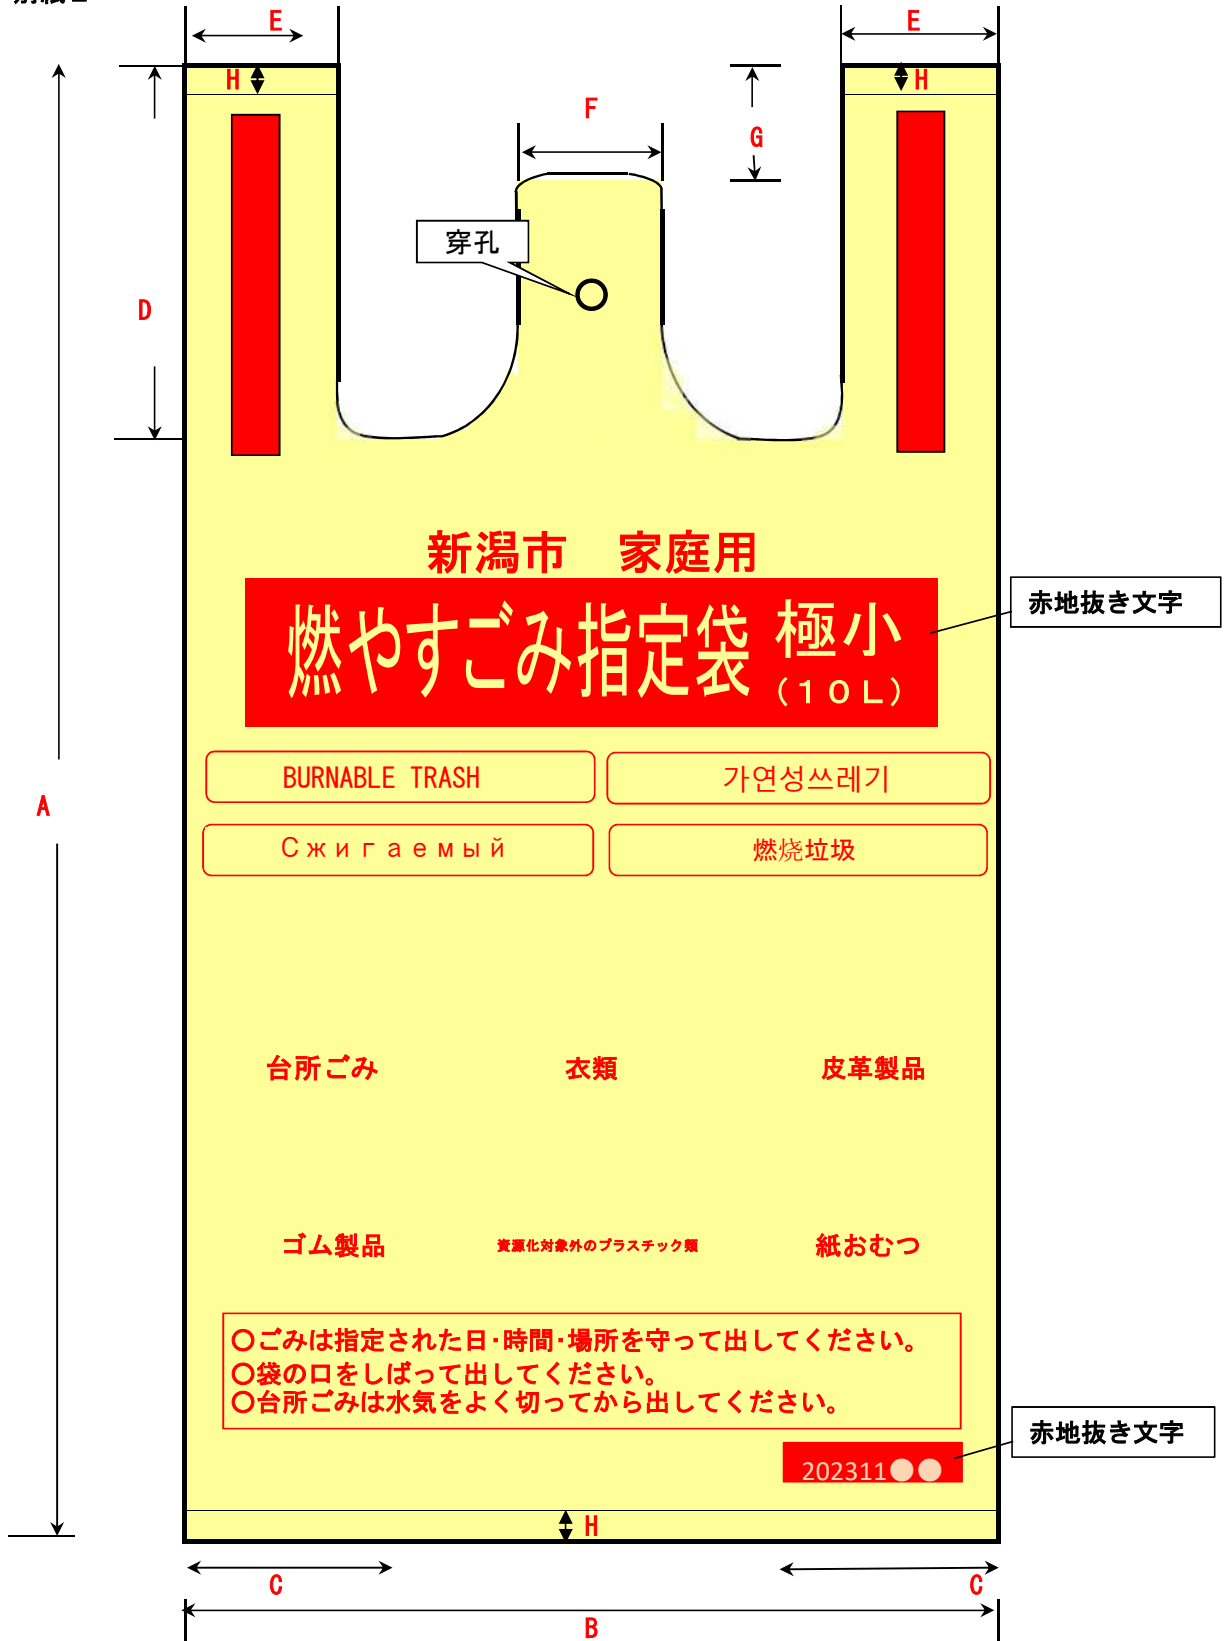 E
E
H
H
F
G
穿孔
D
新潟市　家庭用
燃やすごみ指定袋 極小
(１０Ｌ)
赤地抜き文字
BURNABLE TRASH
가연성쓰레기
A
Сжигаемый
燃烧垃圾
台所ごみ
衣類
皮革製品
ゴム製品
資源化対象外のプラスチック類
紙おむつ
○ごみは指定された日・時間・場所を守って出してください。
○袋の口をしばって出してください。
○台所ごみは水気をよく切ってから出してください。
赤地抜き文字
202311●●
H
C
C
B